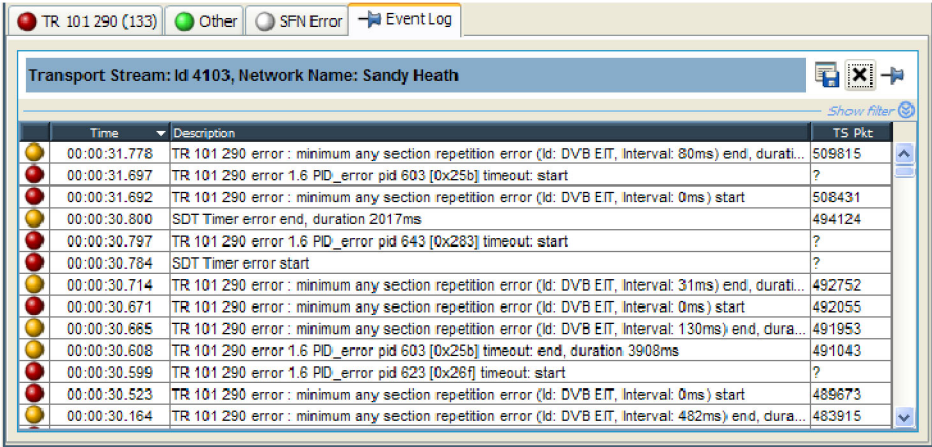 TR 101 290 (133) Other SFN Error Event Log
Transport Stream: Id 4103, Network Name: Sandy Heath
Show filter
Time Description TS Pkt
00:00:31.778 TR 101 290 error : minimum any section repetition error (Id: DVB EIT, Interval: 80ms) end, durati... 509815
00:00:31.697 TR 101 290 error 1.6 PID_error pid 603 [0x25b] timeout: start ?
00:00:31.692 TR 101 290 error : minimum any section repetition error (Id: DVB EIT, Interval: 0ms) start 508431
00:00:30.800 SDT Timer error end, duration 2017ms 494124
00:00:30.797 TR 101 290 error 1.6 PID_error pid 643 [0x283] timeout: start ?
00:00:30.784 SDT Timer error start ?
00:00:30.714 TR 101 290 error : minimum any section repetition error (Id: DVB EIT, Interval: 31ms) end, durati... 492752
00:00:30.671 TR 101 290 error : minimum any section repetition error (Id: DVB EIT, Interval: 0ms) start 492055
00:00:30.665 TR 101 290 error : minimum any section repetition error (Id: DVB EIT, Interval: 130ms) end, dura... 491953
00:00:30.608 TR 101 290 error 1.6 PID_error pid 603 [0x25b] timeout: end, duration 3908ms 491043
00:00:30.599 TR 101 290 error 1.6 PID_error pid 623 [0x26f] timeout: start ?
00:00:30.523 TR 101 290 error : minimum any section repetition error (Id: DVB EIT, Interval: 0ms) start 489673
00:00:30.164 TR 101 290 error : minimum any section repetition error (Id: DVB EIT, Interval: 482ms) end, dura... 483915